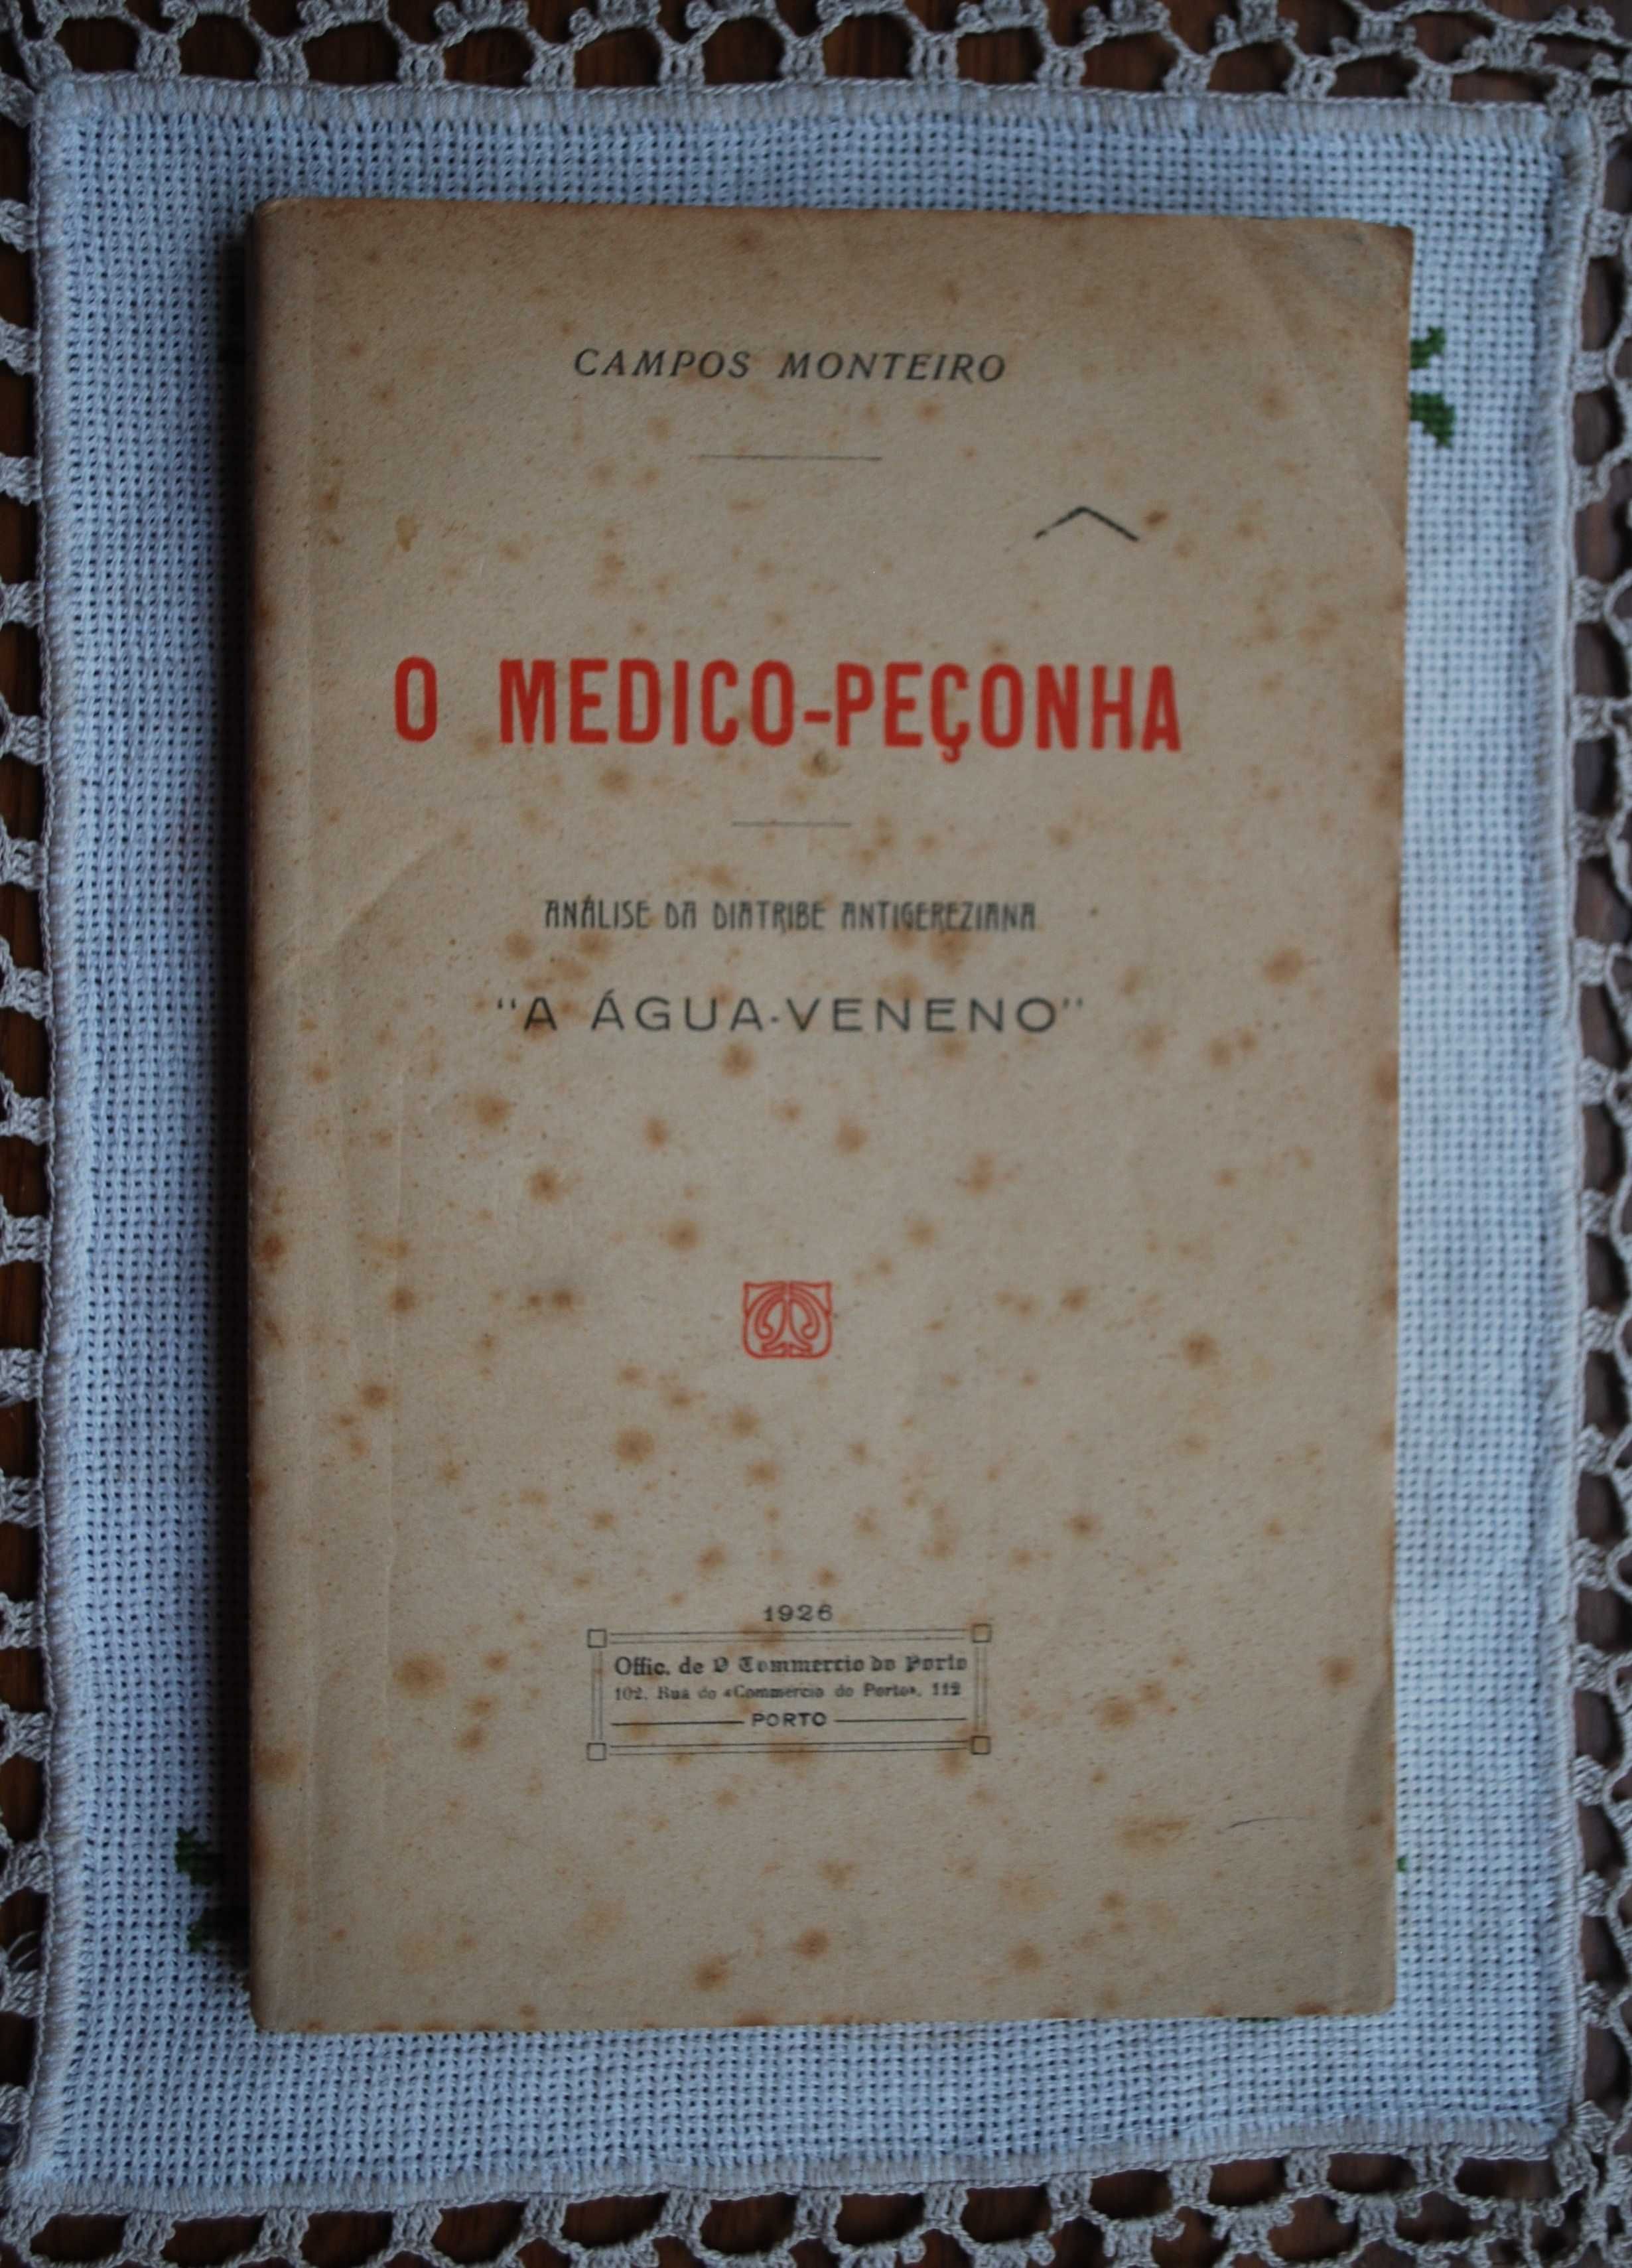 CAMPOS MONTEIRO
O MEDICO-PEÇONHA
ANÁLISE DA DIATRIBE ANTIGEREZIANA
"A ÁGUA-VENENO"
1926
Offic. de O Commercio do Porto
102, Rua do «Commercio do Porto», 112
PORTO